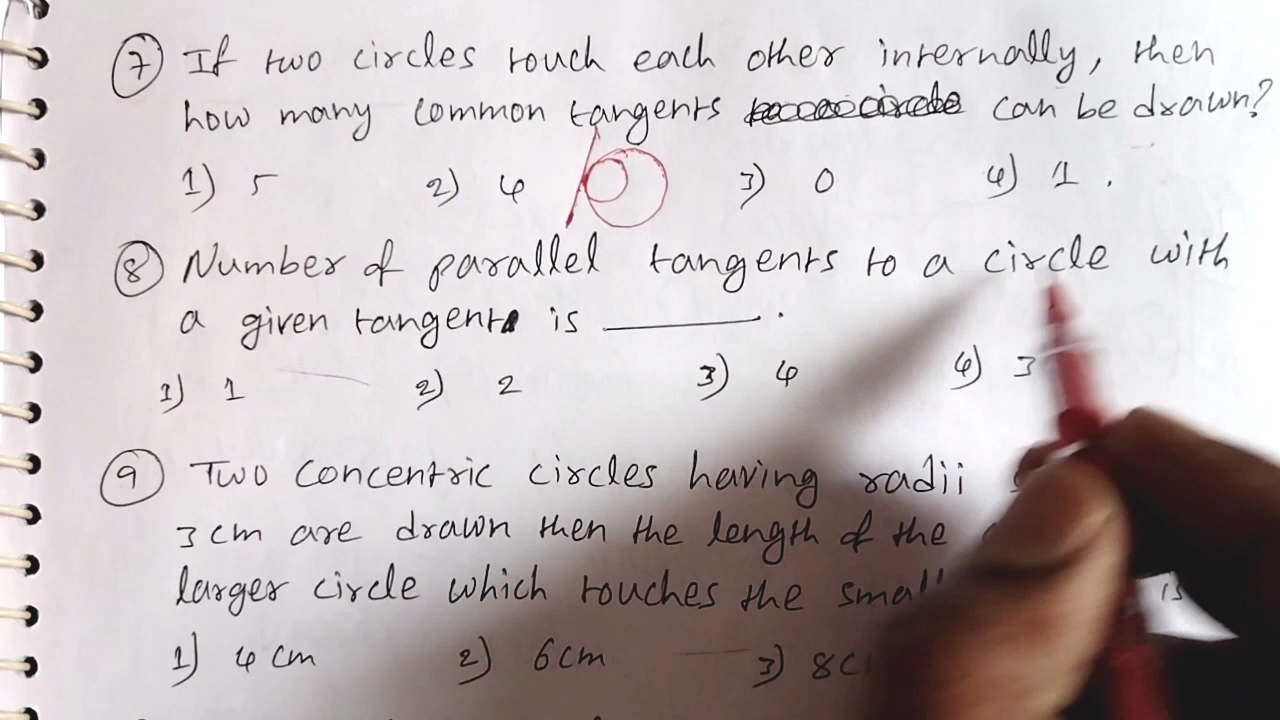 7 If two circles touch each other internally, then
how many common tangents can be drawn?
1) 5 2) 4 3) 0 4) 1.
8 Number of parallel tangents to a circle with
a given tangent is ______.
1) 1 2) 2 3) 4 4) 3
9 Two concentric circles having radii
3 cm are drawn then the length of the
larger circle which touches the is
1) 4 cm 2) 6 cm 3)